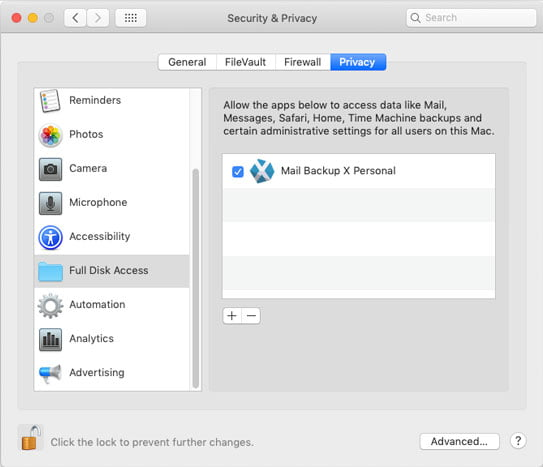 Security & Privacy
Search
General
FileVault
Firewall
Privacy
Reminders
Photos
Camera
Microphone
Accessibility
Full Disk Access
Automation
Analytics
Advertising
Allow the apps below to access data like Mail,
Messages, Safari, Home, Time Machine backups and
certain administrative settings for all users on this Mac.
Mail Backup X Personal
Click the lock to prevent further changes.
Advanced...
?